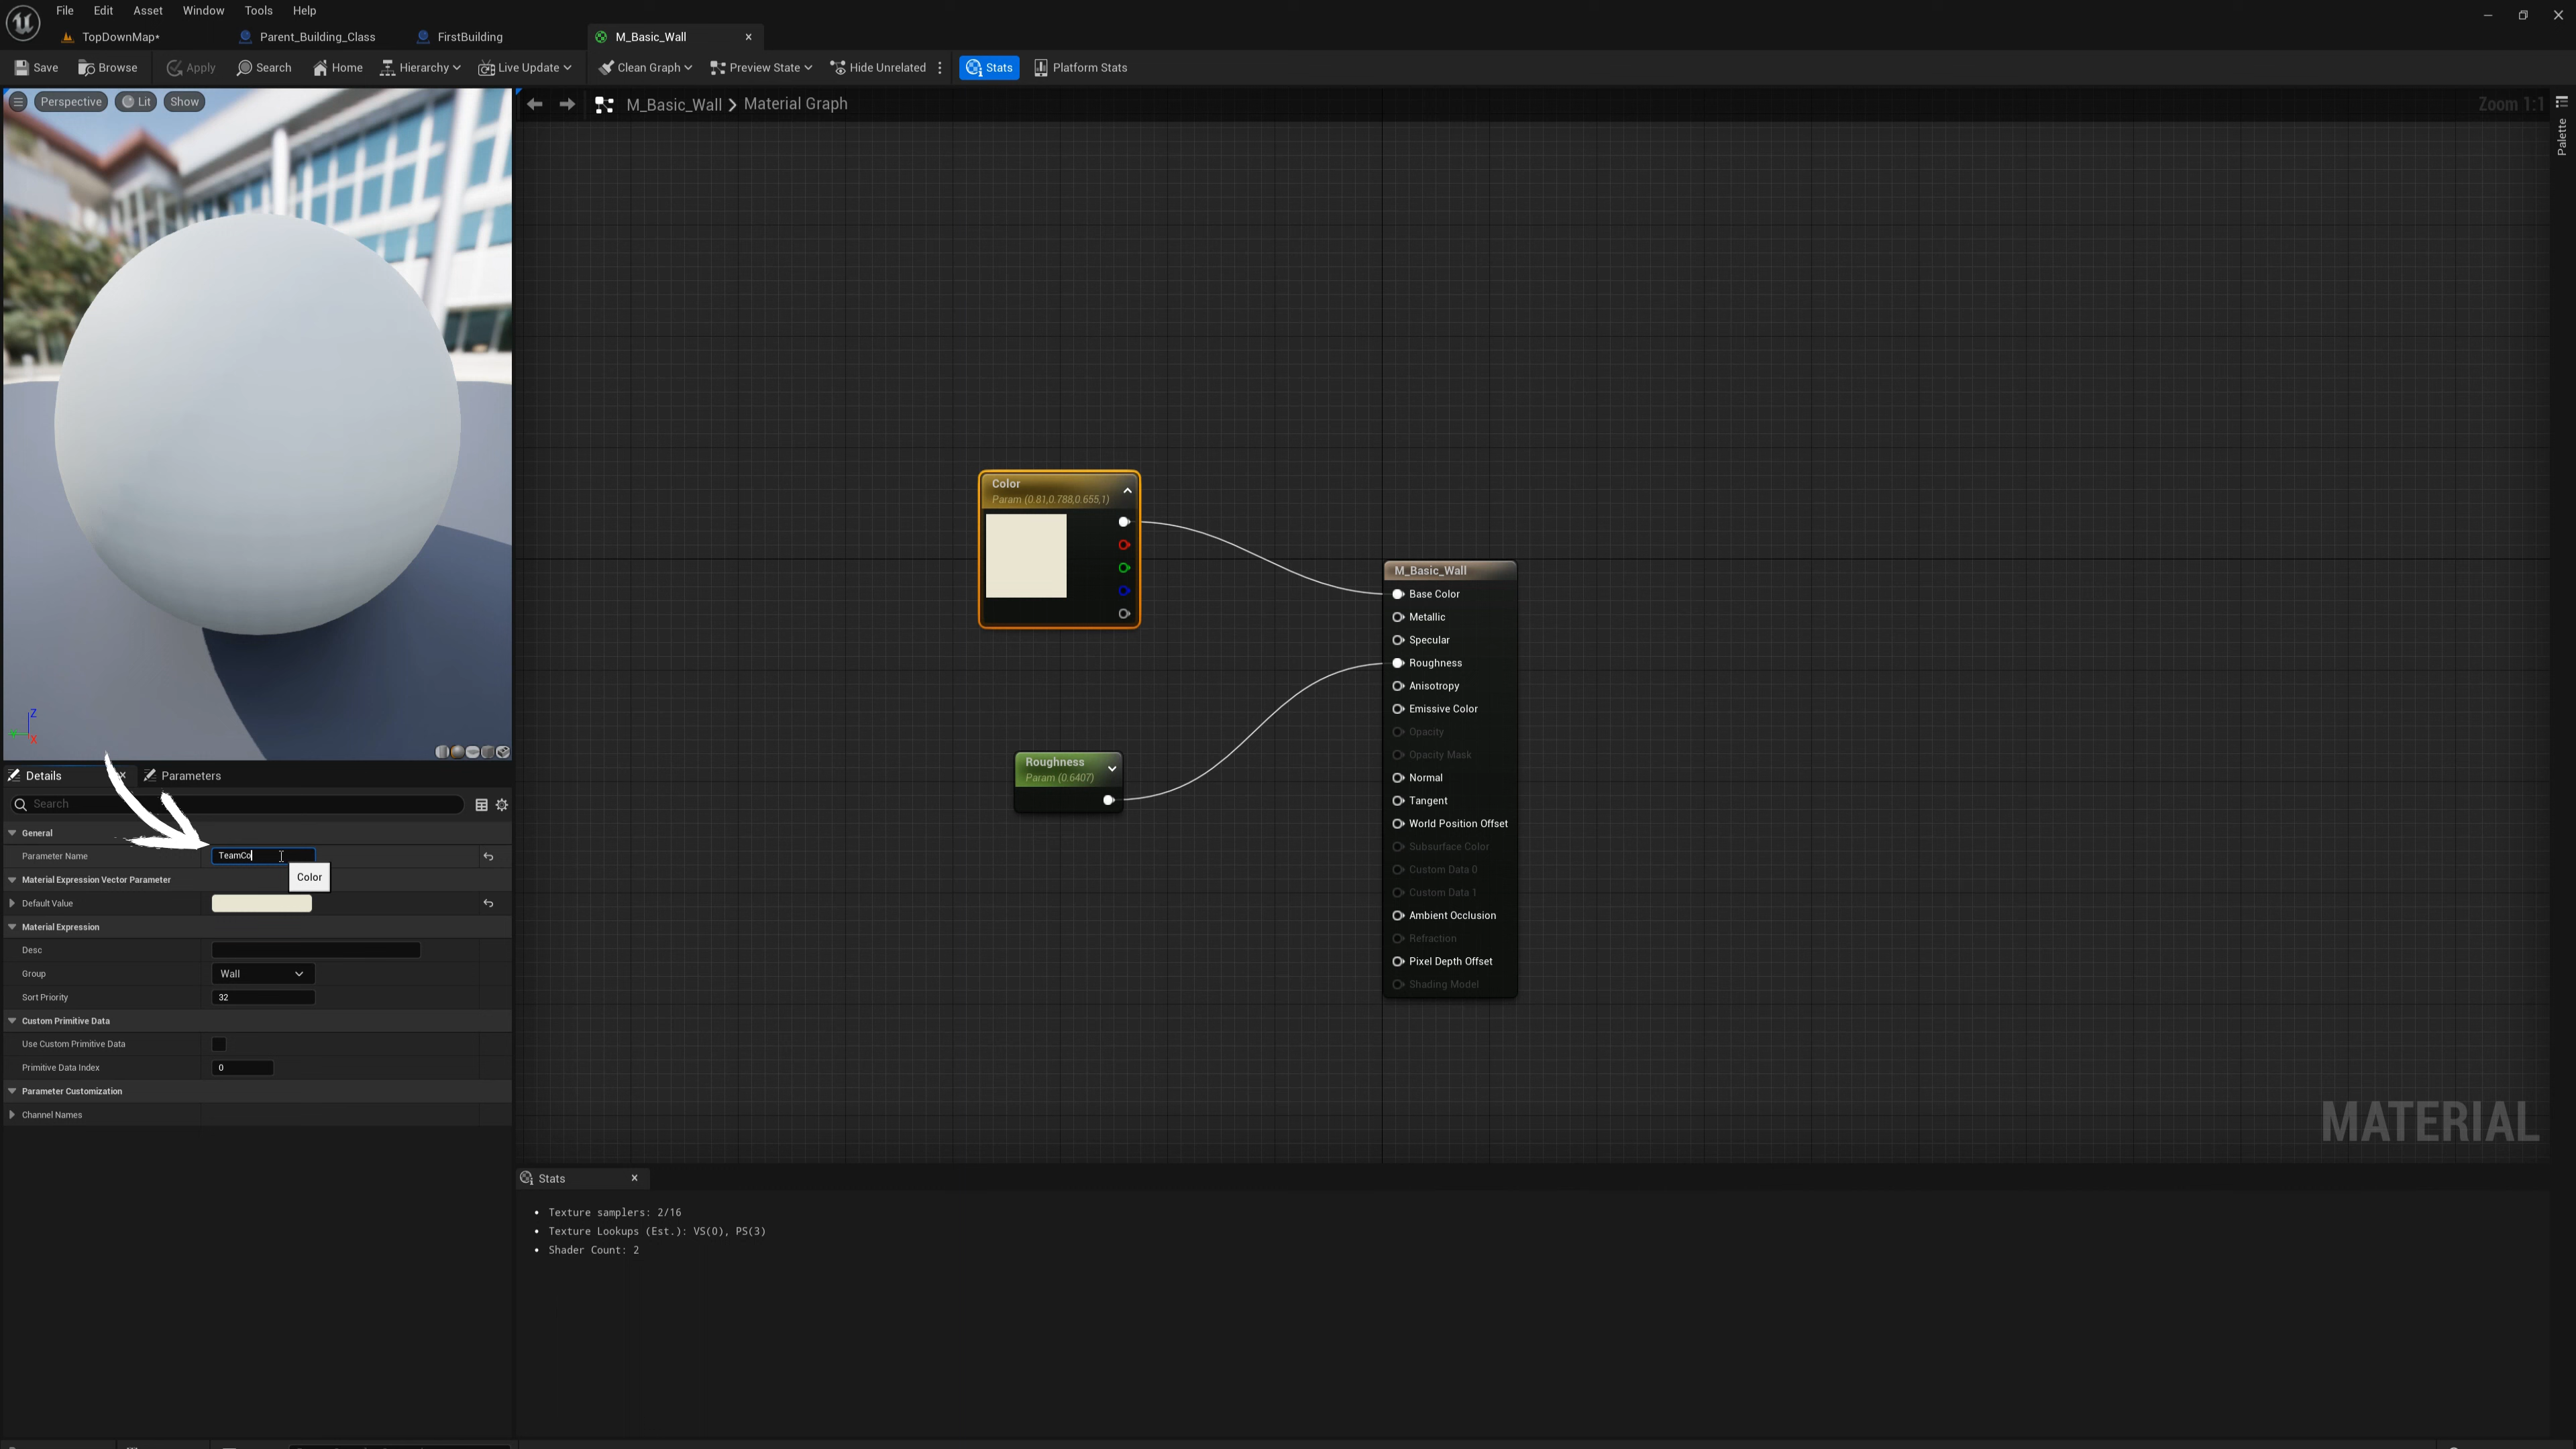 File Edit Asset Window Tools Help
TopDownMap* Parent_Building_Class FirstBuilding M_Basic_Wall
Save Browse Apply Search Home Hierarchy Live Update Clean Graph Preview State Hide Unrelated Stats Platform Stats
Perspective Lit Show
M_Basic_Wall > Material Graph
Zoom 1:1
Palette
Color
Param (0.81,0.788,0.655,1)
M_Basic_Wall
Base Color
Metallic
Specular
Roughness
Anisotropy
Emissive Color
Opacity
Opacity Mask
Normal
Tangent
World Position Offset
Subsurface Color
Custom Data 0
Custom Data 1
Ambient Occlusion
Refraction
Pixel Depth Offset
Shading Model
Roughness
Param (0.6407)
Z
X
Details Parameters
Search
General
Parameter Name TeamCo
Color
Material Expression Vector Parameter
Default Value
Material Expression
Desc
Group Wall
Sort Priority 32
Custom Primitive Data
Use Custom Primitive Data
Primitive Data Index 0
Parameter Customization
Channel Names
MATERIAL
Stats
• Texture samplers: 2/16
• Texture Lookups (Est.): VS(0), PS(3)
• Shader Count: 2